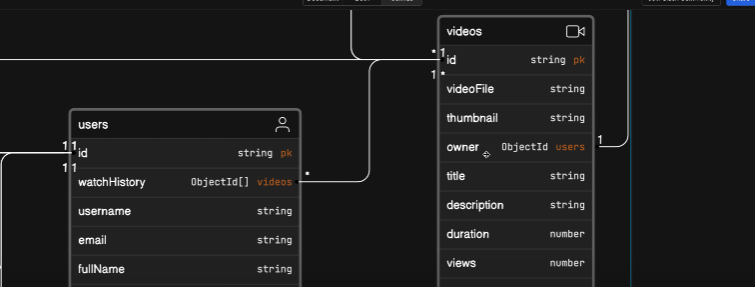 videos
* 1
id string pk
1 *
videoFile string
thumbnail string
owner ObjectId users
1
title string
description string
duration number
views number
users
1 1
id string pk
1 1
watchHistory ObjectId[] videos
*
username string
email string
fullName string